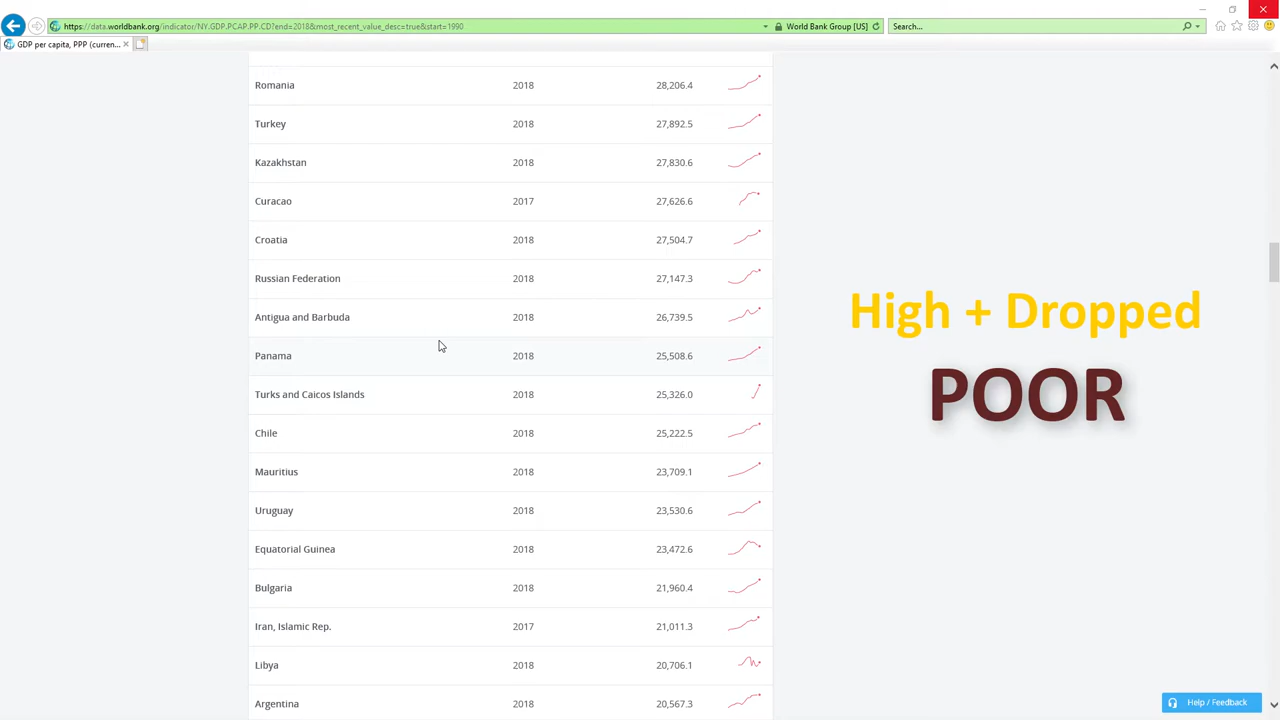 https://data.worldbank.org/indicator/NY.GDP.PCAP.PP.CD?end=2018&most_recent_value_desc=true&start=1990
World Bank Group [US]
Search...
GDP per capita, PPP (curren...
Romania 2018 28,206.4
Turkey 2018 27,892.5
Kazakhstan 2018 27,830.6
Curacao 2017 27,626.6
Croatia 2018 27,504.7
Russian Federation 2018 27,147.3
Antigua and Barbuda 2018 26,739.5
Panama 2018 25,508.6
Turks and Caicos Islands 2018 25,326.0
Chile 2018 25,222.5
Mauritius 2018 23,709.1
Uruguay 2018 23,530.6
Equatorial Guinea 2018 23,472.6
Bulgaria 2018 21,960.4
Iran, Islamic Rep. 2017 21,011.3
Libya 2018 20,706.1
Argentina 2018 20,567.3
High + Dropped
POOR
Help / Feedback